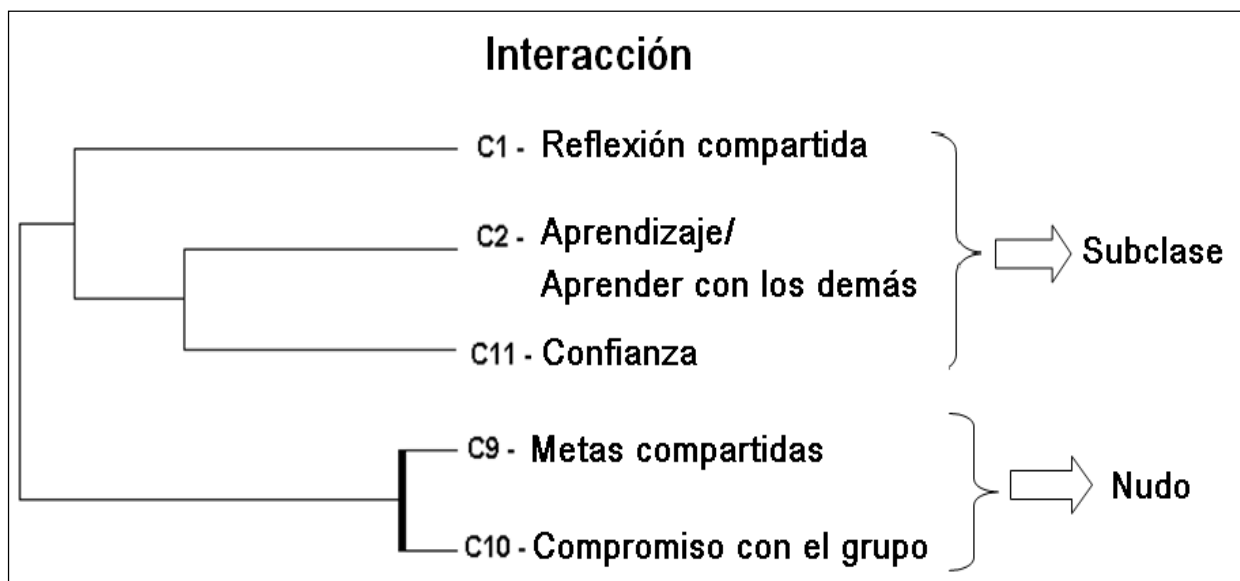 Interacción
C1 - Reflexión compartida
C2 - Aprendizaje/
Aprender con los demás
C11 - Confianza
Subclase
C9 - Metas compartidas
C10 - Compromiso con el grupo
Nudo